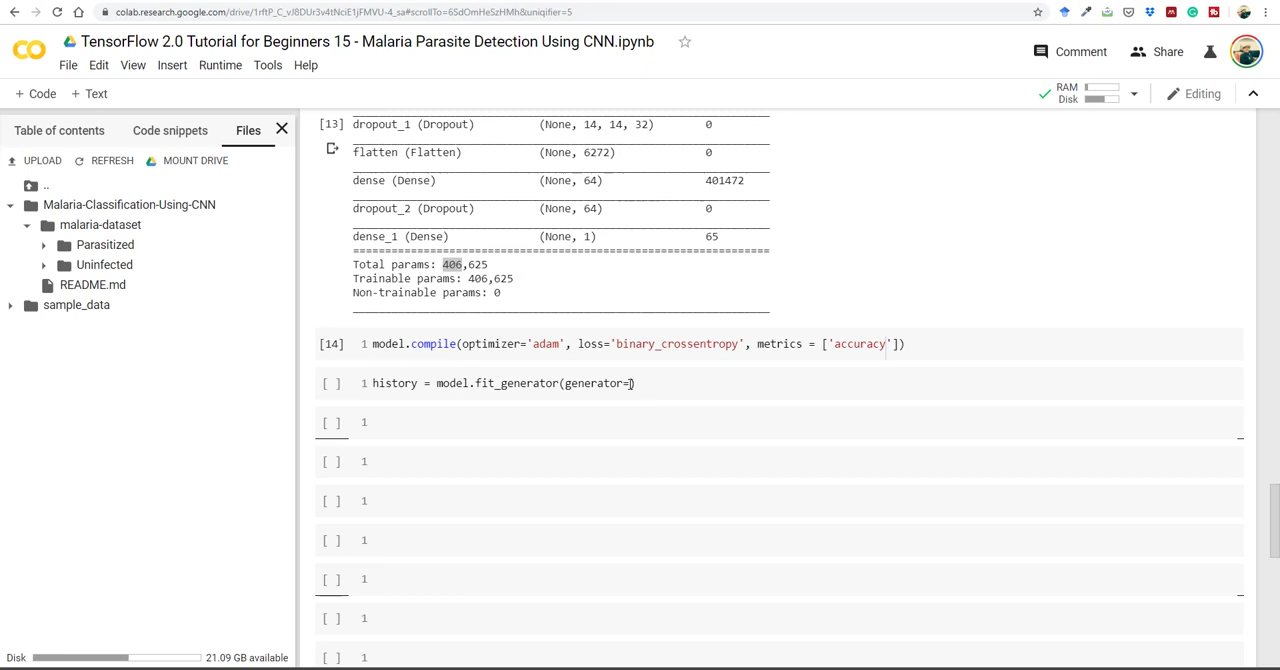 colab.research.google.com/drive/1rftP_C_vJ8DUr3v4tNciE1jFMVU-4_sa#scrollTo=6SdOmHeSzHMh&uniqifier=5
CO
TensorFlow 2.0 Tutorial for Beginners 15 - Malaria Parasite Detection Using CNN.ipynb
File Edit View Insert Runtime Tools Help
Comment Share
+ Code + Text
RAM
Disk
Editing
Table of contents Code snippets Files
UPLOAD REFRESH MOUNT DRIVE
..
Malaria-Classification-Using-CNN
malaria-dataset
Parasitized
Uninfected
README.md
sample_data
Disk 21.09 GB available
[13] dropout_1 (Dropout) (None, 14, 14, 32) 0
flatten (Flatten) (None, 6272) 0
dense (Dense) (None, 64) 401472
dropout_2 (Dropout) (None, 64) 0
dense_1 (Dense) (None, 1) 65
=================================================================
Total params: 406,625
Trainable params: 406,625
Non-trainable params: 0
[14] 1 model.compile(optimizer='adam', loss='binary_crossentropy', metrics = ['accuracy'])
[ ] 1 history = model.fit_generator(generator=)
[ ] 1
[ ] 1
[ ] 1
[ ] 1
[ ] 1
[ ] 1
[ ] 1